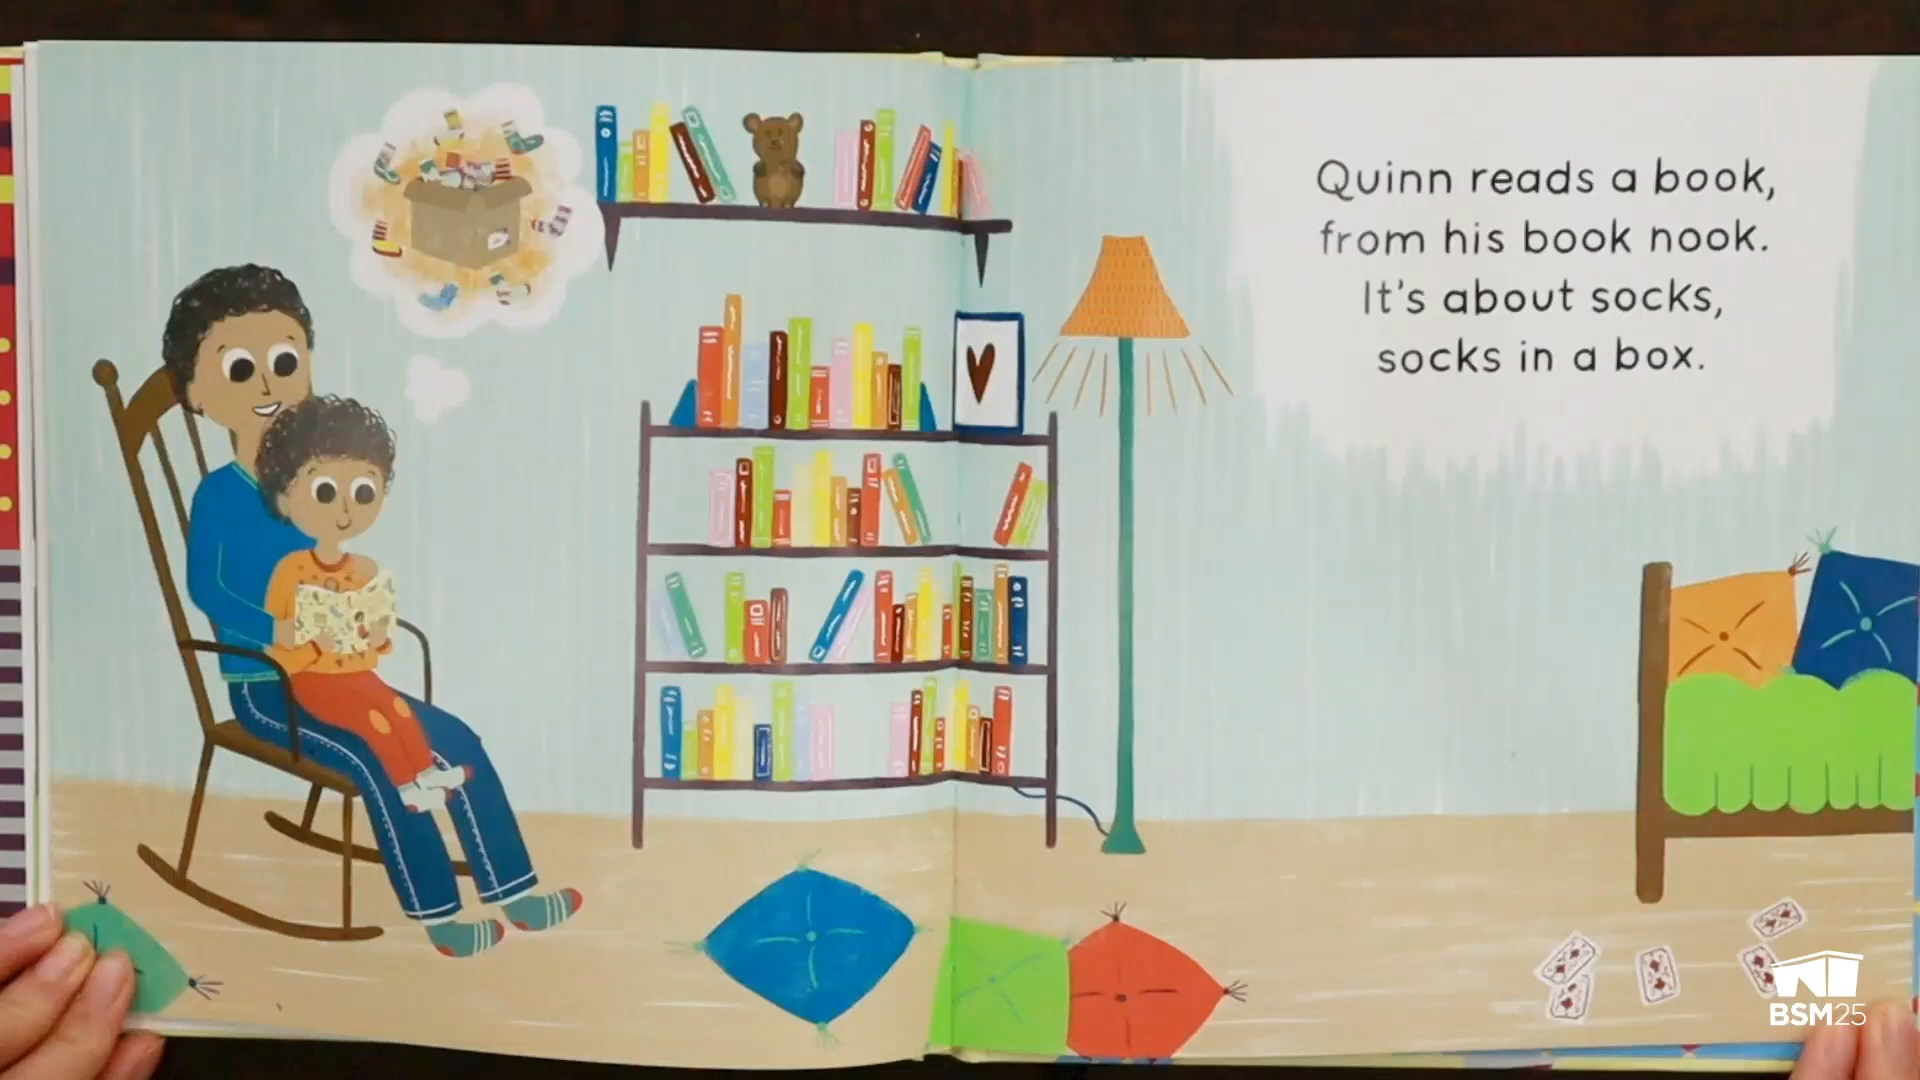 Quinn reads a book,
from his book nook.
It's about socks,
socks in a box.
BSM25